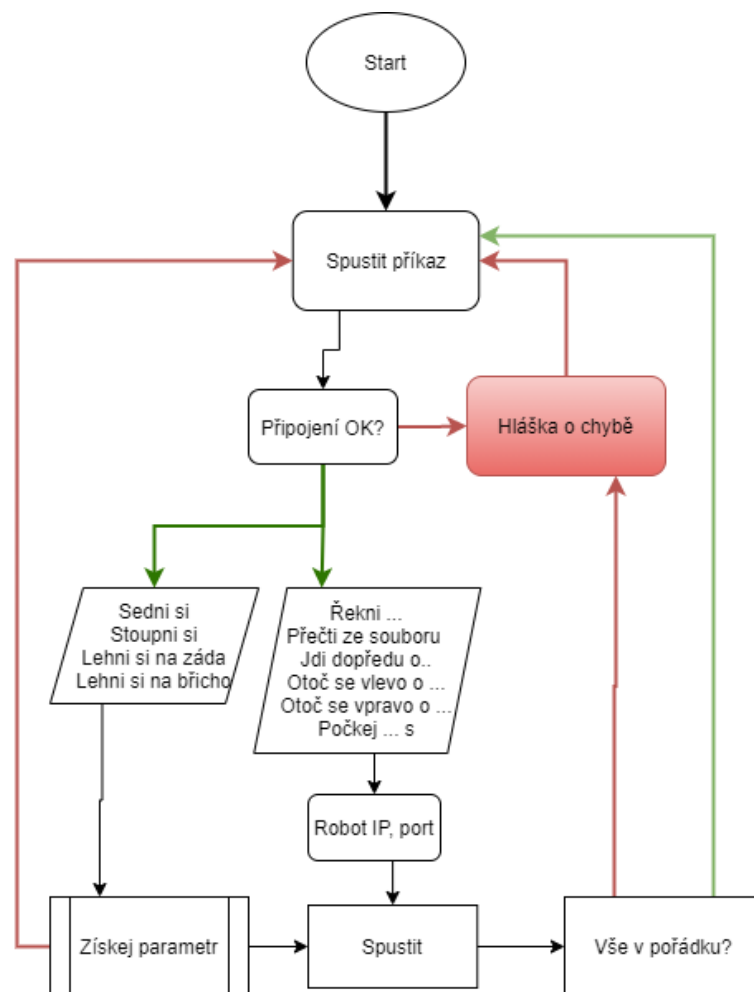 Start
Spustit příkaz
Připojení OK?
Hláška o chybě
Sedni si
Stoupni si
Lehni si na záda
Lehni si na břicho
Řekni ...
Přečti ze souboru
Jdi dopředu o..
Otoč se vlevo o ...
Otoč se vpravo o ...
Počkej ... s
Robot IP, port
Získej parametr
Spustit
Vše v pořádku?